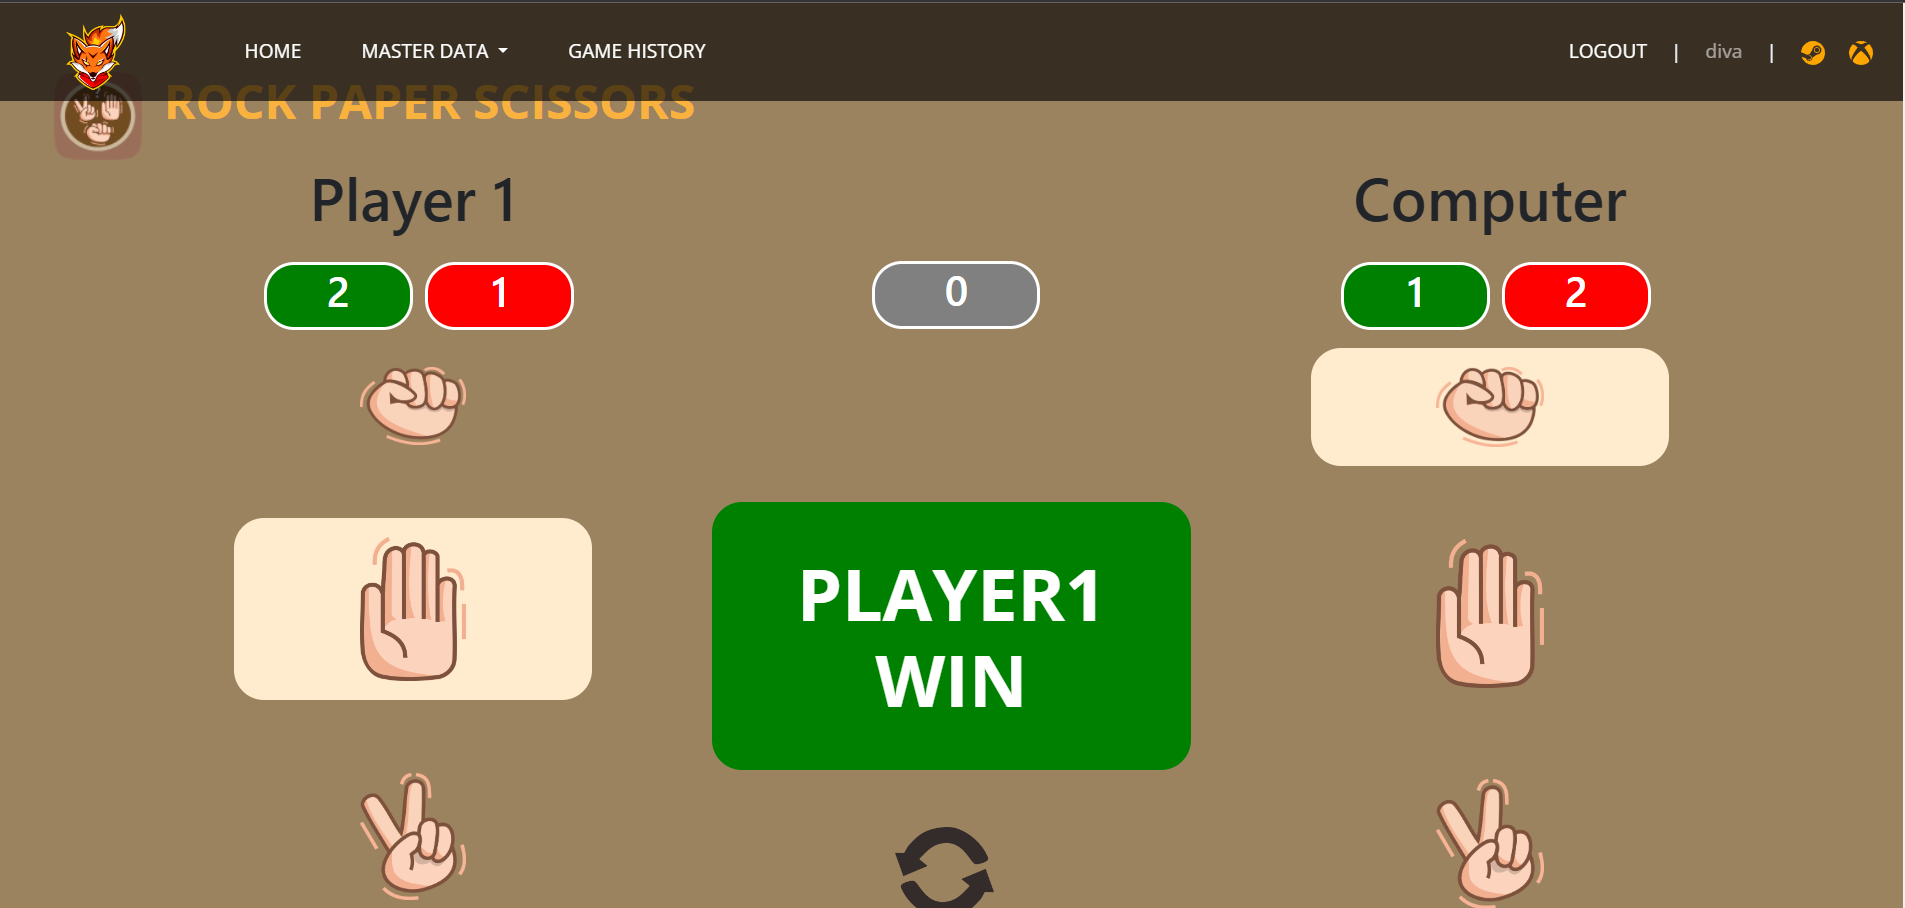 HOME MASTER DATA GAME HISTORY LOGOUT | diva |
ROCK PAPER SCISSORS
Player 1 Computer
2 1 0 1 2
PLAYER1
WIN